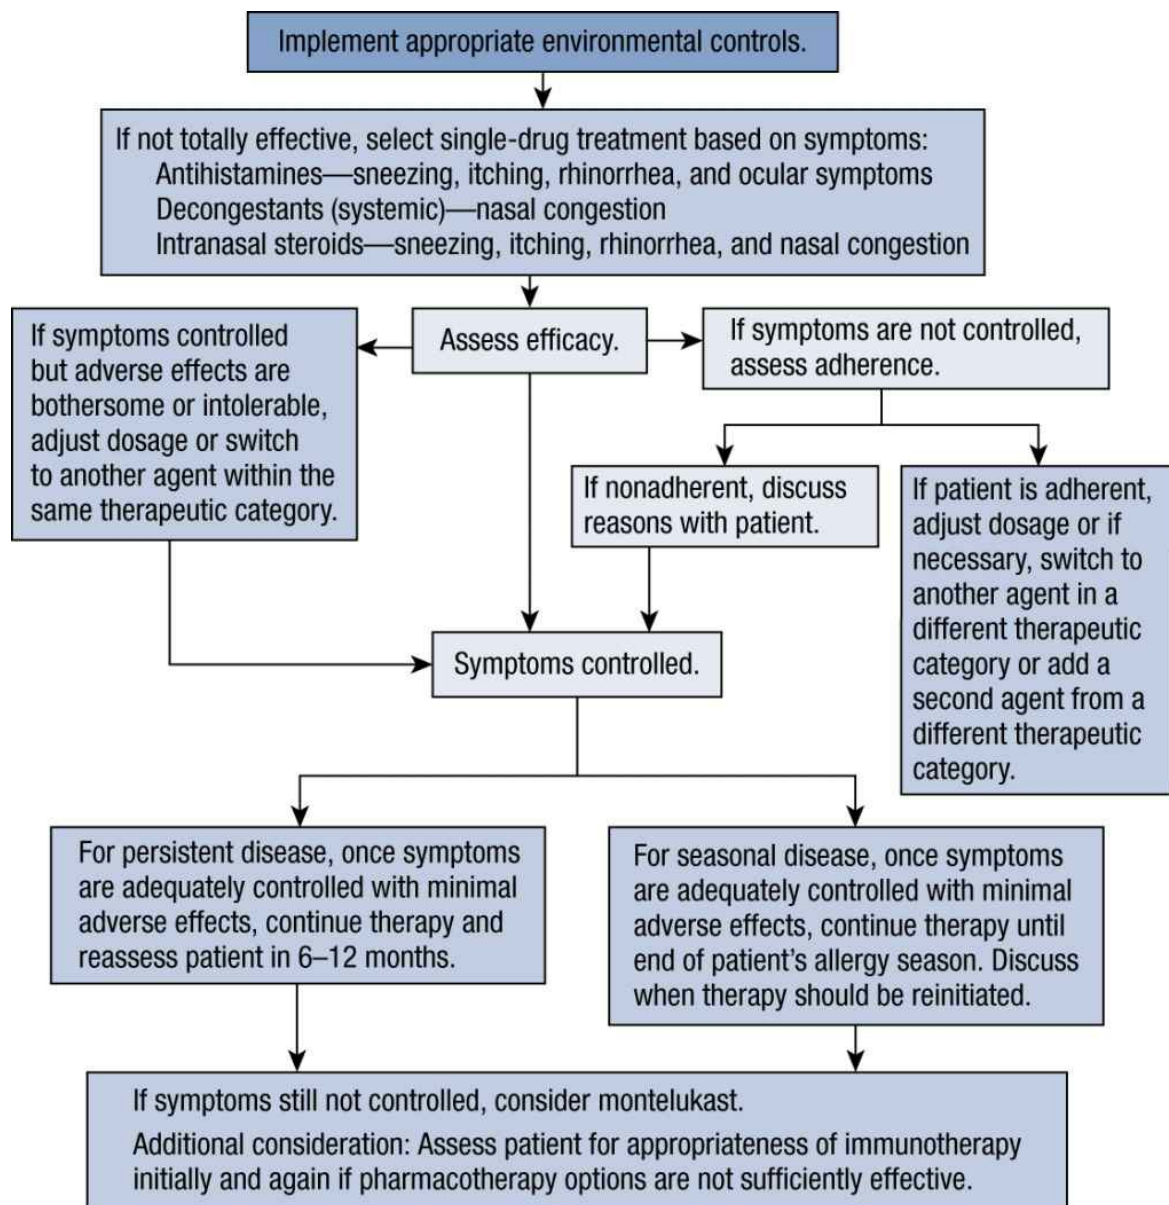 Implement appropriate environmental controls.
If not totally effective, select single-drug treatment based on symptoms:
Antihistamines—sneezing, itching, rhinorrhea, and ocular symptoms
Decongestants (systemic)—nasal congestion
Intranasal steroids—sneezing, itching, rhinorrhea, and nasal congestion
If symptoms controlled
but adverse effects are
bothersome or intolerable,
adjust dosage or switch
to another agent within the
same therapeutic category.
Assess efficacy.
If symptoms are not controlled,
assess adherence.
If nonadherent, discuss
reasons with patient.
If patient is adherent,
adjust dosage or if
necessary, switch to
another agent in a
different therapeutic
category or add a
second agent from a
different therapeutic
category.
Symptoms controlled.
For persistent disease, once symptoms
are adequately controlled with minimal
adverse effects, continue therapy and
reassess patient in 6–12 months.
For seasonal disease, once symptoms
are adequately controlled with minimal
adverse effects, continue therapy until
end of patient’s allergy season. Discuss
when therapy should be reinitiated.
If symptoms still not controlled, consider montelukast.
Additional consideration: Assess patient for appropriateness of immunotherapy
initially and again if pharmacotherapy options are not sufficiently effective.